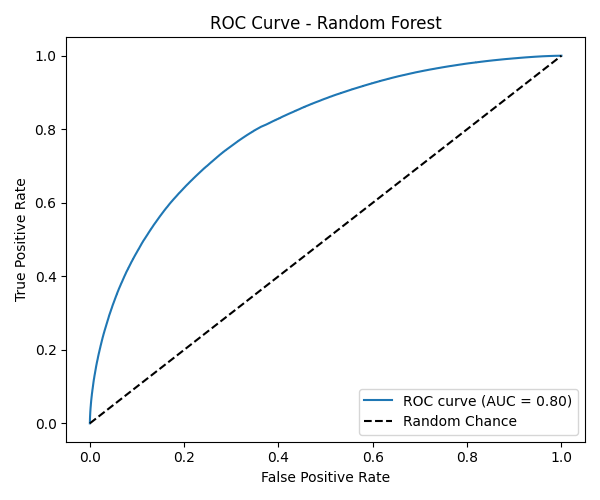 ROC Curve - Random Forest
1.0
0.8
0.6
0.4
0.2
0.0
True Positive Rate
ROC curve (AUC = 0.80)
Random Chance
0.0 0.2 0.4 0.6 0.8 1.0
False Positive Rate